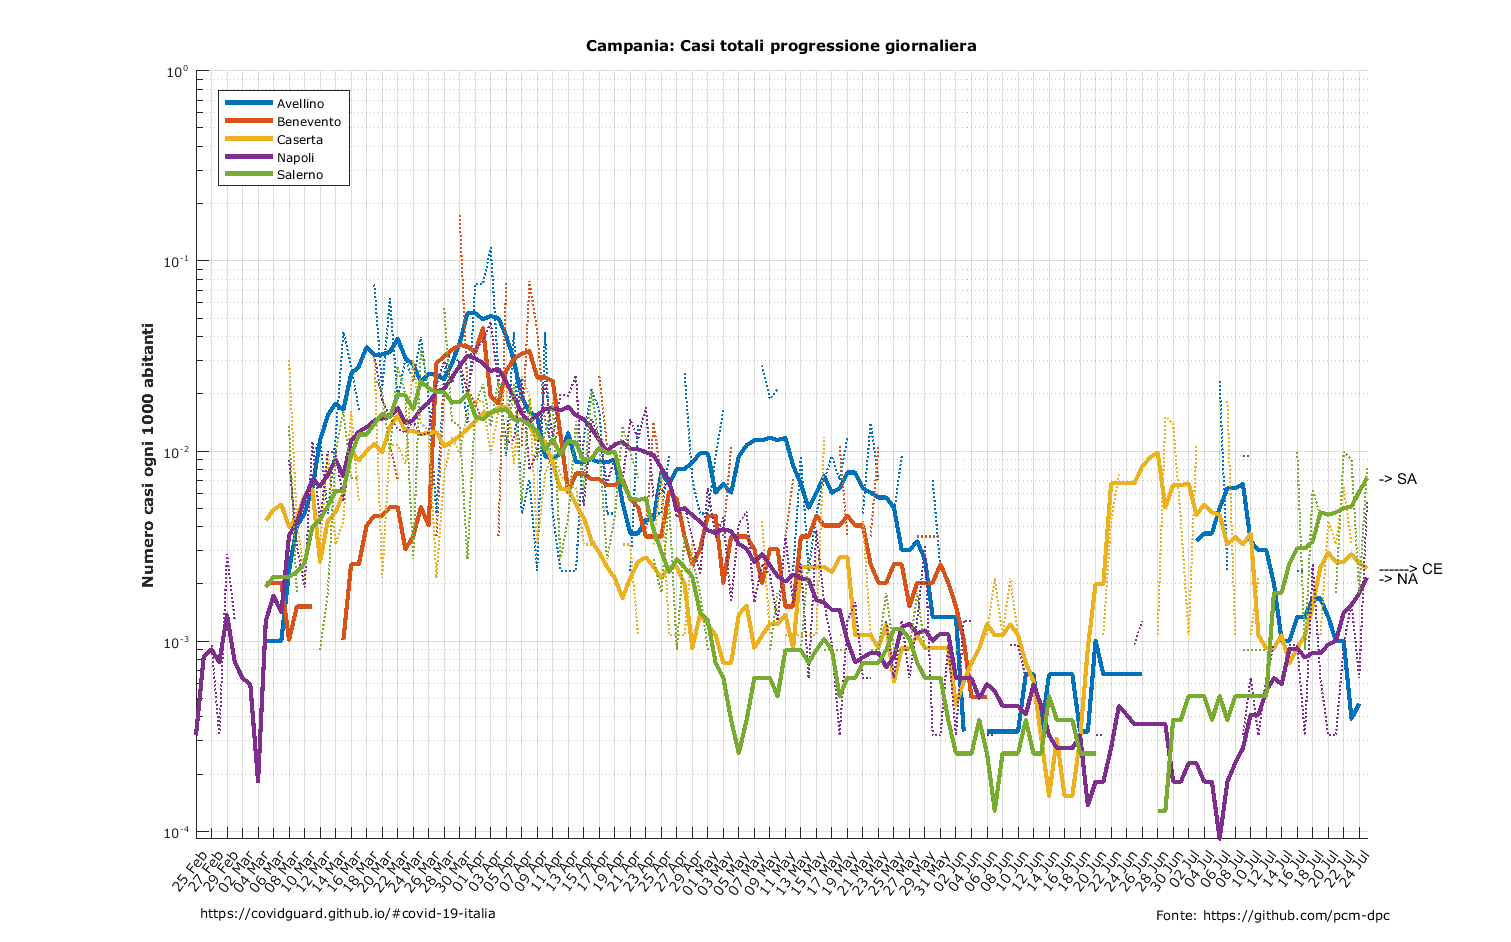 Campania: Casi totali progressione giornaliera
10^0
10^-1
10^-2
10^-3
10^-4
Numero casi ogni 1000 abitanti
Avellino
Benevento
Caserta
Napoli
Salerno
-> SA
------> CE
-> NA
25 Feb
27 Feb
29 Feb
02 Mar
04 Mar
06 Mar
08 Mar
10 Mar
12 Mar
14 Mar
16 Mar
18 Mar
20 Mar
22 Mar
24 Mar
26 Mar
28 Mar
30 Mar
01 Apr
03 Apr
05 Apr
07 Apr
09 Apr
11 Apr
13 Apr
15 Apr
17 Apr
19 Apr
21 Apr
23 Apr
25 Apr
27 Apr
29 Apr
01 May
03 May
05 May
07 May
09 May
11 May
13 May
15 May
17 May
19 May
21 May
23 May
25 May
27 May
29 May
31 May
02 Jun
04 Jun
06 Jun
08 Jun
10 Jun
12 Jun
14 Jun
16 Jun
18 Jun
20 Jun
22 Jun
24 Jun
26 Jun
28 Jun
30 Jun
02 Jul
04 Jul
06 Jul
08 Jul
10 Jul
12 Jul
14 Jul
16 Jul
18 Jul
20 Jul
22 Jul
24 Jul
https://covidguard.github.io/#covid-19-italia
Fonte: https://github.com/pcm-dpc